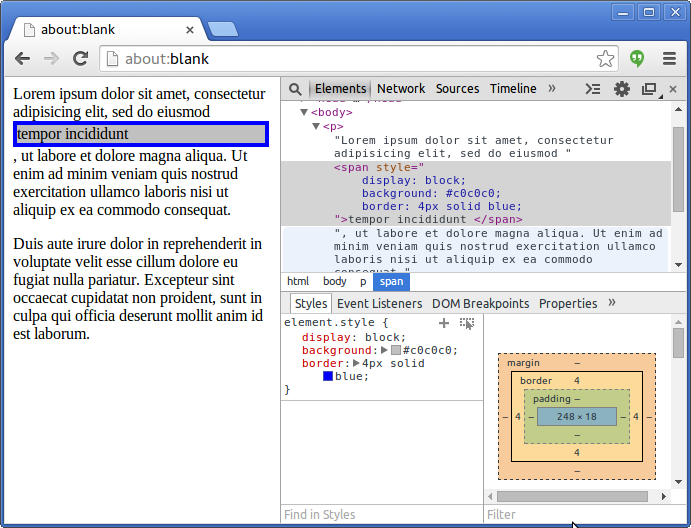 about:blank
about:blank
Lorem ipsum dolor sit amet, consectetur
adipisicing elit, sed do eiusmod
tempor incididunt
, ut labore et dolore magna aliqua. Ut
enim ad minim veniam quis nostrud
exercitation ullamco laboris nisi ut
aliquip ex ea commodo consequat.
Duis aute irure dolor in reprehenderit in
voluptate velit esse cillum dolore eu
fugiat nulla pariatur. Excepteur sint
occaecat cupidatat non proident, sunt in
culpa qui officia deserunt mollit anim id
est laborum.
Elements Network Sources Timeline »
▼<body>
▼<p>
"Lorem ipsum dolor sit amet, consectetur
adipisicing elit, sed do eiusmod "
<span style="
display: block;
background: #c0c0c0;
border: 4px solid blue;
">tempor incididunt </span>
", ut labore et dolore magna aliqua. Ut enim ad
minim veniam quis nostrud exercitation ullamco
laboris nisi ut aliquip ex ea commodo
consequat."
html body p span
Styles Event Listeners DOM Breakpoints Properties »
element.style {
display: block;
background: #c0c0c0;
border: 4px solid
blue;
}
margin –
border 4
padding –
– 4 – 248 × 18 – 4 –
–
4
–
Find in Styles
Filter